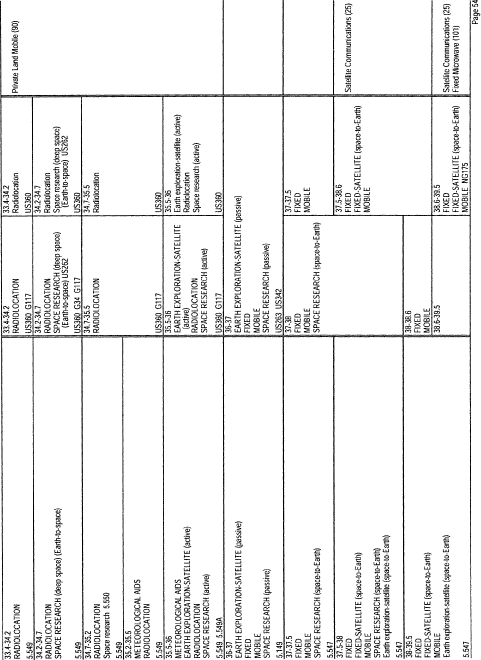 33.4-34.2
RADIOLOCATION
5.549
33.4-34.2
RADIOLOCATION
US360 G117
33.4-34.2
Radiolocation
US360
Private Land Mobile (90)
34.2-34.7
RADIOLOCATION
SPACE RESEARCH (deep space) (Earth-to-space)
5.549
34.2-34.7
RADIOLOCATION
SPACE RESEARCH (deep space)
(Earth-to-space) US262
US360 G34 G117
34.2-34.7
Radiolocation
Space research (deep space)
(Earth-to-space) US262
US360
34.7-35.2
RADIOLOCATION
Space research 5.550
5.549
35.2-35.5
METEOROLOGICAL AIDS
RADIOLOCATION
5.549
34.7-35.5
RADIOLOCATION
US360 G117
34.7-35.5
Radiolocation
US360
35.5-36
METEOROLOGICAL AIDS
EARTH EXPLORATION-SATELLITE (active)
RADIOLOCATION
SPACE RESEARCH (active)
5.549 5.549A
35.5-36
EARTH EXPLORATION-SATELLITE
(active)
RADIOLOCATION
SPACE RESEARCH (active)
US360 G117
35.5-36
Earth exploration-satellite (active)
Radiolocation
Space research (active)
US360
36-37
EARTH EXPLORATION-SATELLITE (passive)
FIXED
MOBILE
SPACE RESEARCH (passive)
5.149
36-37
EARTH EXPLORATION-SATELLITE (passive)
FIXED
MOBILE
SPACE RESEARCH (passive)
US263 US342
37-37.5
FIXED
MOBILE
SPACE RESEARCH (space-to-Earth)
5.547
37-38
FIXED
MOBILE
SPACE RESEARCH (space-to-Earth)
37-37.5
FIXED
MOBILE
37.5-38
FIXED
FIXED-SATELLITE (space-to-Earth)
MOBILE
SPACE RESEARCH (space-to-Earth)
Earth exploration-satellite (space-to-Earth)
5.547
37.5-38.6
FIXED
FIXED-SATELLITE (space-to-Earth)
MOBILE
Satellite Communications (25)
38-39.5
FIXED
FIXED-SATELLITE (space-to-Earth)
MOBILE
Earth exploration-satellite (space-to-Earth)
5.547
38-38.6
FIXED
MOBILE
38.6-39.5
38.6-39.5
FIXED
FIXED-SATELLITE (space-to-Earth)
MOBILE NG175
Satellite Communications (25)
Fixed Microwave (101)
Page 54